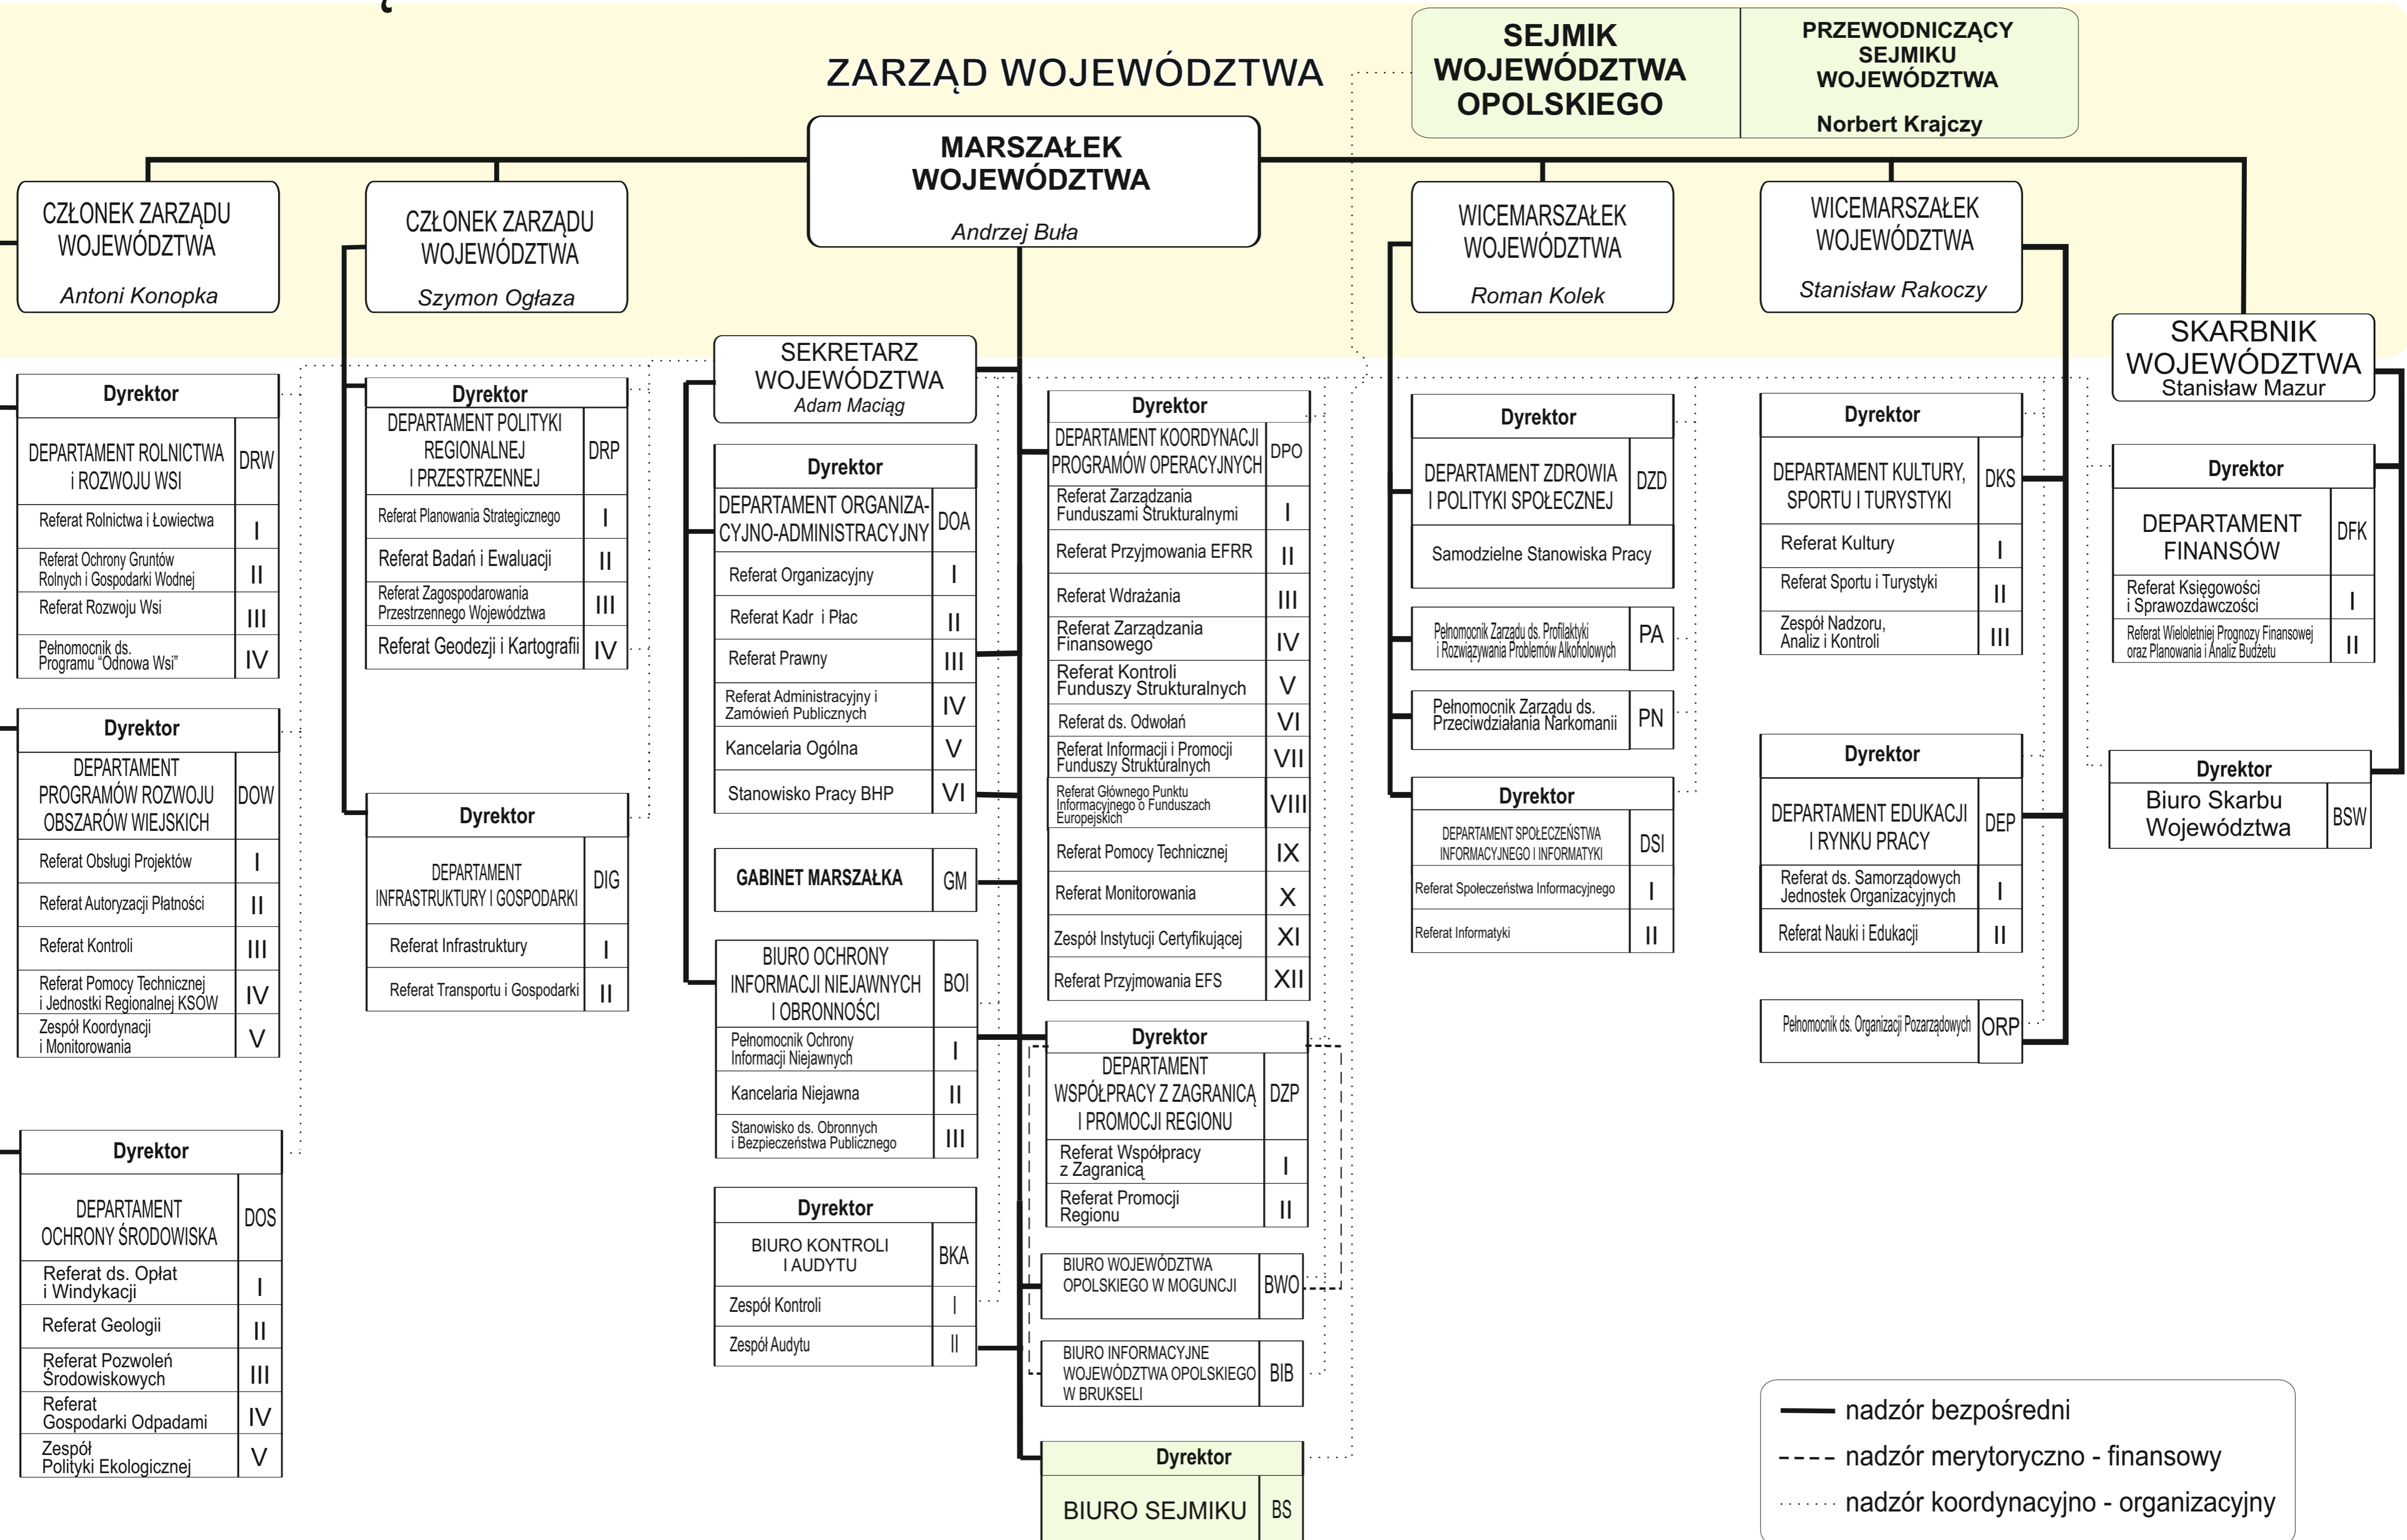 ZARZĄD WOJEWÓDZTWA
SEJMIK
WOJEWÓDZTWA
OPOLSKIEGO
PRZEWODNICZĄCY
SEJMIKU
WOJEWÓDZTWA
Norbert Krajczy
MARSZAŁEK
WOJEWÓDZTWA
Andrzej Buła
CZŁONEK ZARZĄDU
WOJEWÓDZTWA
Antoni Konopka
CZŁONEK ZARZĄDU
WOJEWÓDZTWA
Szymon Ogłaza
WICEMARSZAŁEK
WOJEWÓDZTWA
Roman Kolek
WICEMARSZAŁEK
WOJEWÓDZTWA
Stanisław Rakoczy
SKARBNIK
WOJEWÓDZTWA
Stanisław Mazur
SEKRETARZ
WOJEWÓDZTWA
Adam Maciąg
Dyrektor
DEPARTAMENT ROLNICTWA
i ROZWOJU WSI
DRW
Referat Rolnictwa i Łowiectwa
I
Referat Ochrony Gruntów
Rolnych i Gospodarki Wodnej
II
Referat Rozwoju Wsi
III
Pełnomocnik ds.
Programu “Odnowa Wsi”
IV
Dyrektor
DEPARTAMENT
PROGRAMÓW ROZWOJU
OBSZARÓW WIEJSKICH
DOW
Referat Obsługi Projektów
I
Referat Autoryzacji Płatności
II
Referat Kontroli
III
Referat Pomocy Technicznej
i Jednostki Regionalnej KSOW
IV
Zespół Koordynacji
i Monitorowania
V
Dyrektor
DEPARTAMENT
OCHRONY ŚRODOWISKA
DOS
Referat ds. Opłat
i Windykacji
I
Referat Geologii
II
Referat Pozwoleń
Środowiskowych
III
Referat
Gospodarki Odpadami
IV
Zespół
Polityki Ekologicznej
V
Dyrektor
DEPARTAMENT POLITYKI
REGIONALNEJ
I PRZESTRZENNEJ
DRP
Referat Planowania Strategicznego
I
Referat Badań i Ewaluacji
II
Referat Zagospodarowania
Przestrzennego Województwa
III
Referat Geodezji i Kartografii
IV
Dyrektor
DEPARTAMENT
INFRASTRUKTURY I GOSPODARKI
DIG
Referat Infrastruktury
I
Referat Transportu i Gospodarki
II
Dyrektor
DEPARTAMENT ORGANIZA-
CYJNO-ADMINISTRACYJNY
DOA
Referat Organizacyjny
I
Referat Kadr i Płac
II
Referat Prawny
III
Referat Administracyjny i
Zamówień Publicznych
IV
Kancelaria Ogólna
V
Stanowisko Pracy BHP
VI
GABINET MARSZAŁKA
GM
BIURO OCHRONY
INFORMACJI NIEJAWNYCH
I OBRONNOŚCI
BOI
Pełnomocnik Ochrony
Informacji Niejawnych
I
Kancelaria Niejawna
II
Stanowisko ds. Obronnych
i Bezpieczeństwa Publicznego
III
Dyrektor
BIURO KONTROLI
I AUDYTU
BKA
Zespół Kontroli
I
Zespół Audytu
II
Dyrektor
DEPARTAMENT KOORDYNACJI
PROGRAMÓW OPERACYJNYCH
DPO
Referat Zarządzania
Funduszami Strukturalnymi
I
Referat Przyjmowania EFRR
II
Referat Wdrażania
III
Referat Zarządzania
Finansowego
IV
Referat Kontroli
Funduszy Strukturalnych
V
Referat ds. Odwołań
VI
Referat Informacji i Promocji
Funduszy Strukturalnych
VII
Referat Głównego Punktu
Informacyjnego o Funduszach
Europejskich
VIII
Referat Pomocy Technicznej
IX
Referat Monitorowania
X
Zespół Instytucji Certyfikującej
XI
Referat Przyjmowania EFS
XII
Dyrektor
DEPARTAMENT
WSPÓŁPRACY Z ZAGRANICĄ
I PROMOCJI REGIONU
DZP
Referat Współpracy
z Zagranicą
I
Referat Promocji
Regionu
II
BIURO WOJEWÓDZTWA
OPOLSKIEGO W MOGUNCJI
BWO
BIURO INFORMACYJNE
WOJEWÓDZTWA OPOLSKIEGO
W BRUKSELI
BIB
Dyrektor
BIURO SEJMIKU
BS
Dyrektor
DEPARTAMENT ZDROWIA
I POLITYKI SPOŁECZNEJ
DZD
Samodzielne Stanowiska Pracy
Pełnomocnik Zarządu ds. Profilaktyki
i Rozwiązywania Problemów Alkoholowych
PA
Pełnomocnik Zarządu ds.
Przeciwdziałania Narkomanii
PN
Dyrektor
DEPARTAMENT SPOŁECZEŃSTWA
INFORMACYJNEGO I INFORMATYKI
DSI
Referat Społeczeństwa Informacyjnego
I
Referat Informatyki
II
Dyrektor
DEPARTAMENT KULTURY,
SPORTU I TURYSTYKI
DKS
Referat Kultury
I
Referat Sportu i Turystyki
II
Zespół Nadzoru,
Analiz i Kontroli
III
Dyrektor
DEPARTAMENT EDUKACJI
I RYNKU PRACY
DEP
Referat ds. Samorządowych
Jednostek Organizacyjnych
I
Referat Nauki i Edukacji
II
Pełnomocnik ds. Organizacji Pozarządowych
ORP
Dyrektor
DEPARTAMENT
FINANSÓW
DFK
Referat Księgowości
i Sprawozdawczości
I
Referat Wieloletniej Prognozy Finansowej
oraz Planowania i Analiz Budżetu
II
Dyrektor
Biuro Skarbu
Województwa
BSW
nadzór bezpośredni
nadzór merytoryczno - finansowy
nadzór koordynacyjno - organizacyjny